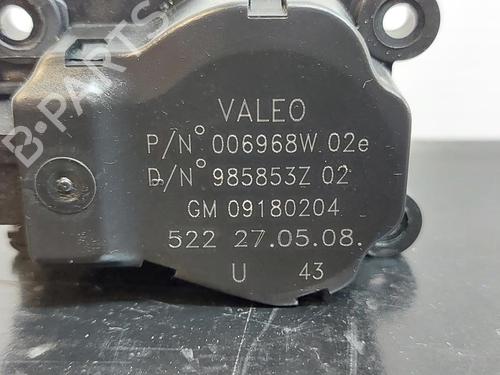 B-PARTS
VALEO
P/N° 006968W.02e
D/N° 985853Z 02
GM 09180204
522 27.05.08.
U 43